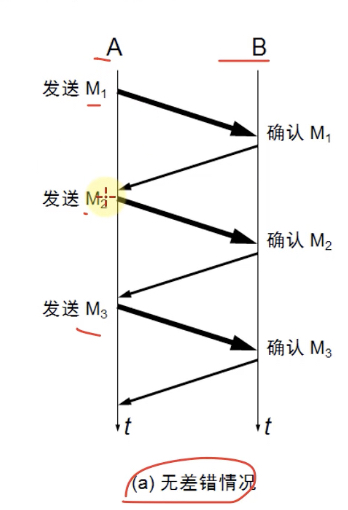 A B
发送 M1
确认 M1
发送 M2
确认 M2
发送 M3
确认 M3
t t
(a) 无差错情况